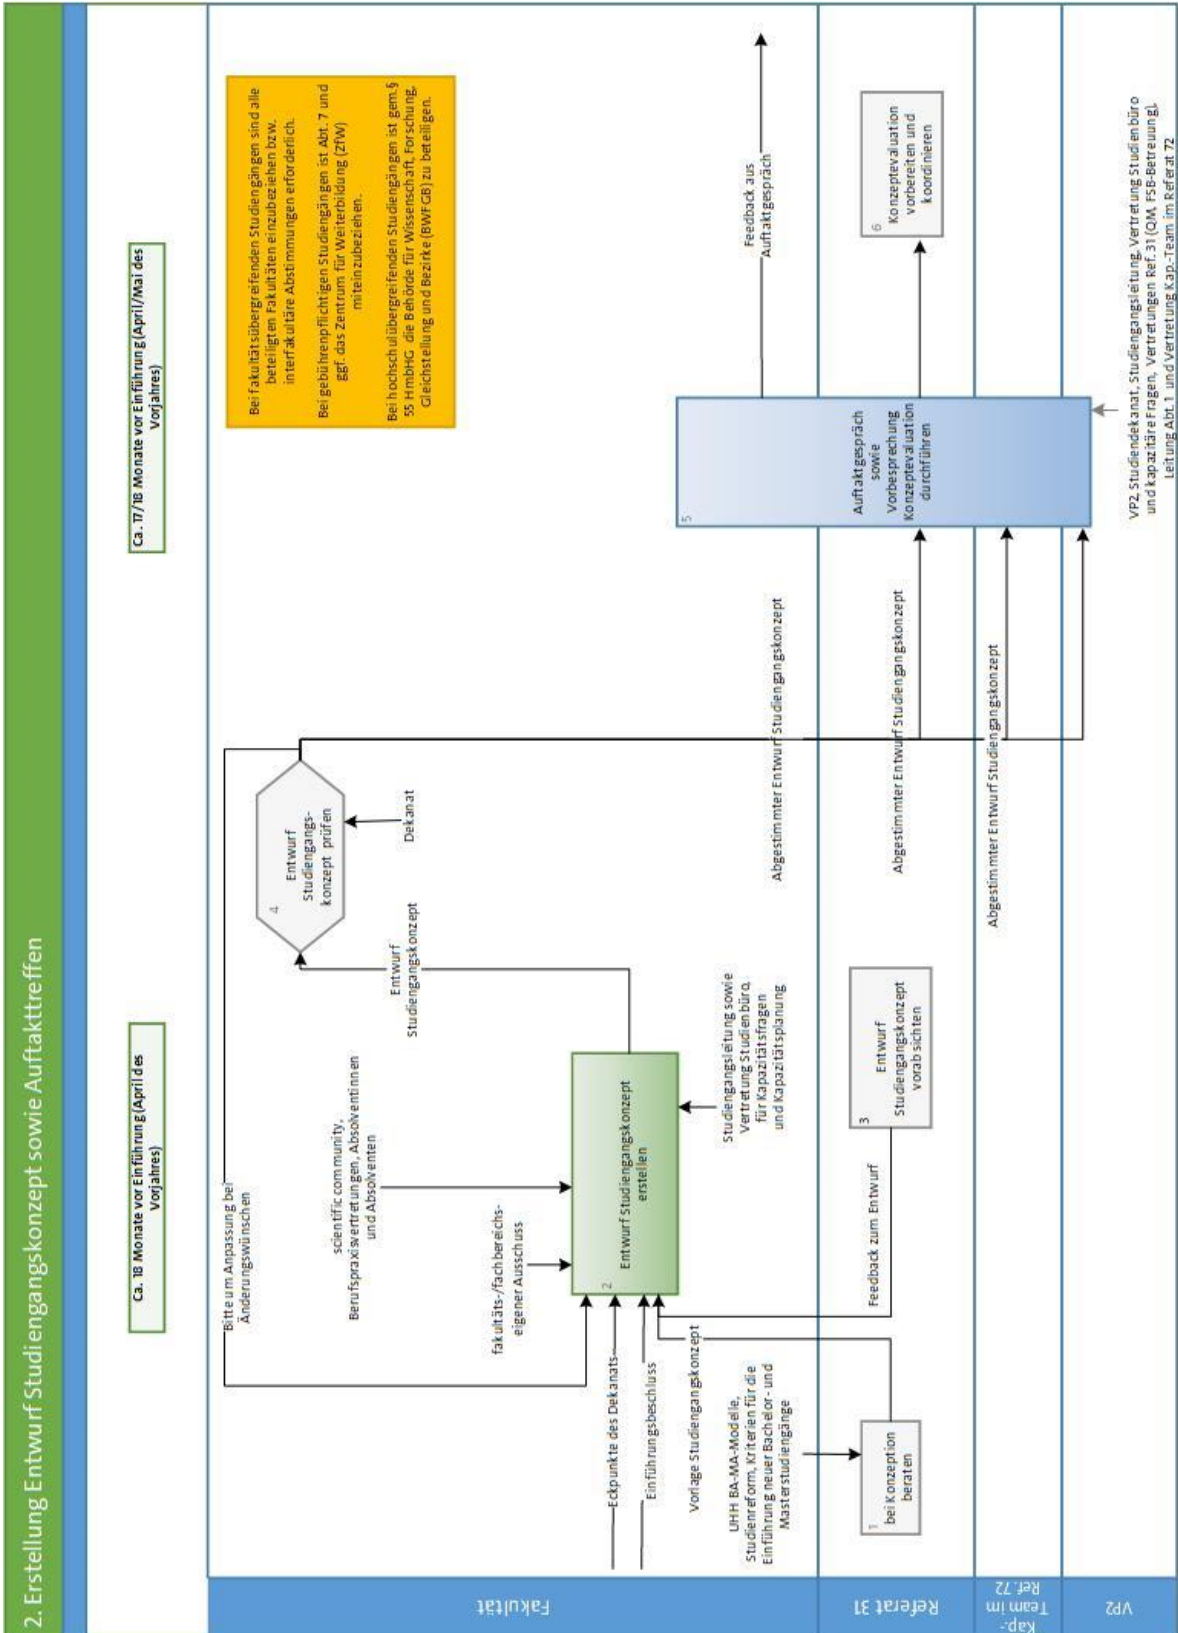 2. Erstellung Entwurf Studiengangskonzept sowie Auftakttreffen
Ca. 18 Monate vor Einführung (April des
Vorjahres)
Ca. 17/18 Monate vor Einführung (April/Mai des
Vorjahres)
Fakultät
Referat 31
Kap.-
Team im
Ref. 72
VP2
Bitte um Anpassung bei
Änderungswünschen
scientific community,
Berufspraxisvertretungen, Absolventinnen
und Absolventen
fakultäts-/fachbereichs-
eigener Ausschuss
Eckpunkte des Dekanats
Einführungsbeschluss
Vorlage Studiengangskonzept
UHH BA-MA-Modelle,
Studienreform, Kriterien für die
Einführung neuer Bachelor- und
Masterstudiengänge
1
bei Konzeption
beraten
2
Entwurf Studiengangskonzept
erstellen
Studiengangsleitung sowie
Vertretung Studienbüro,
für Kapazitätsfragen
und Kapazitätsplanung
Feedback zum Entwurf
3
Entwurf
Studiengangskonzept
vorab sichten
Entwurf
Studiengangskonzept
4
Entwurf
Studiengangs-
konzept prüfen
Dekanat
Abgestimmter Entwurf Studiengangskonzept
Abgestimmter Entwurf Studiengangskonzept
Abgestimmter Entwurf Studiengangskonzept
Bei fakultätsübergreifenden Studiengängen sind alle
beteiligten Fakultäten einzubeziehen bzw.
interfakultäre Abstimmungen erforderlich.
Bei gebührenpflichtigen Studiengängen ist Abt. 7 und
ggf. das Zentrum für Weiterbildung (ZfW)
miteinzubeziehen.
Bei hochschulübergreifenden Studiengängen ist gem.§
55 HmbHG die Behörde für Wissenschaft, Forschung,
Gleichstellung und Bezirke (BWFGB) zu beteiligen.
5
Auftaktgespräch
sowie
Vorbesprechung
Konzeptevaluation
durchführen
Feedback aus
Auftaktgespräch
6
Konzeptevaluation
vorbereiten und
koordinieren
VP2, Studiendekanat, Studiengangsleitung, Vertretung Studienbüro
und kapazitäre Fragen, Vertretungen Ref. 31 (QM, FSB-Betreuung),
Leitung Abt. 1 und Vertretung Kap.-Team im Referat 72